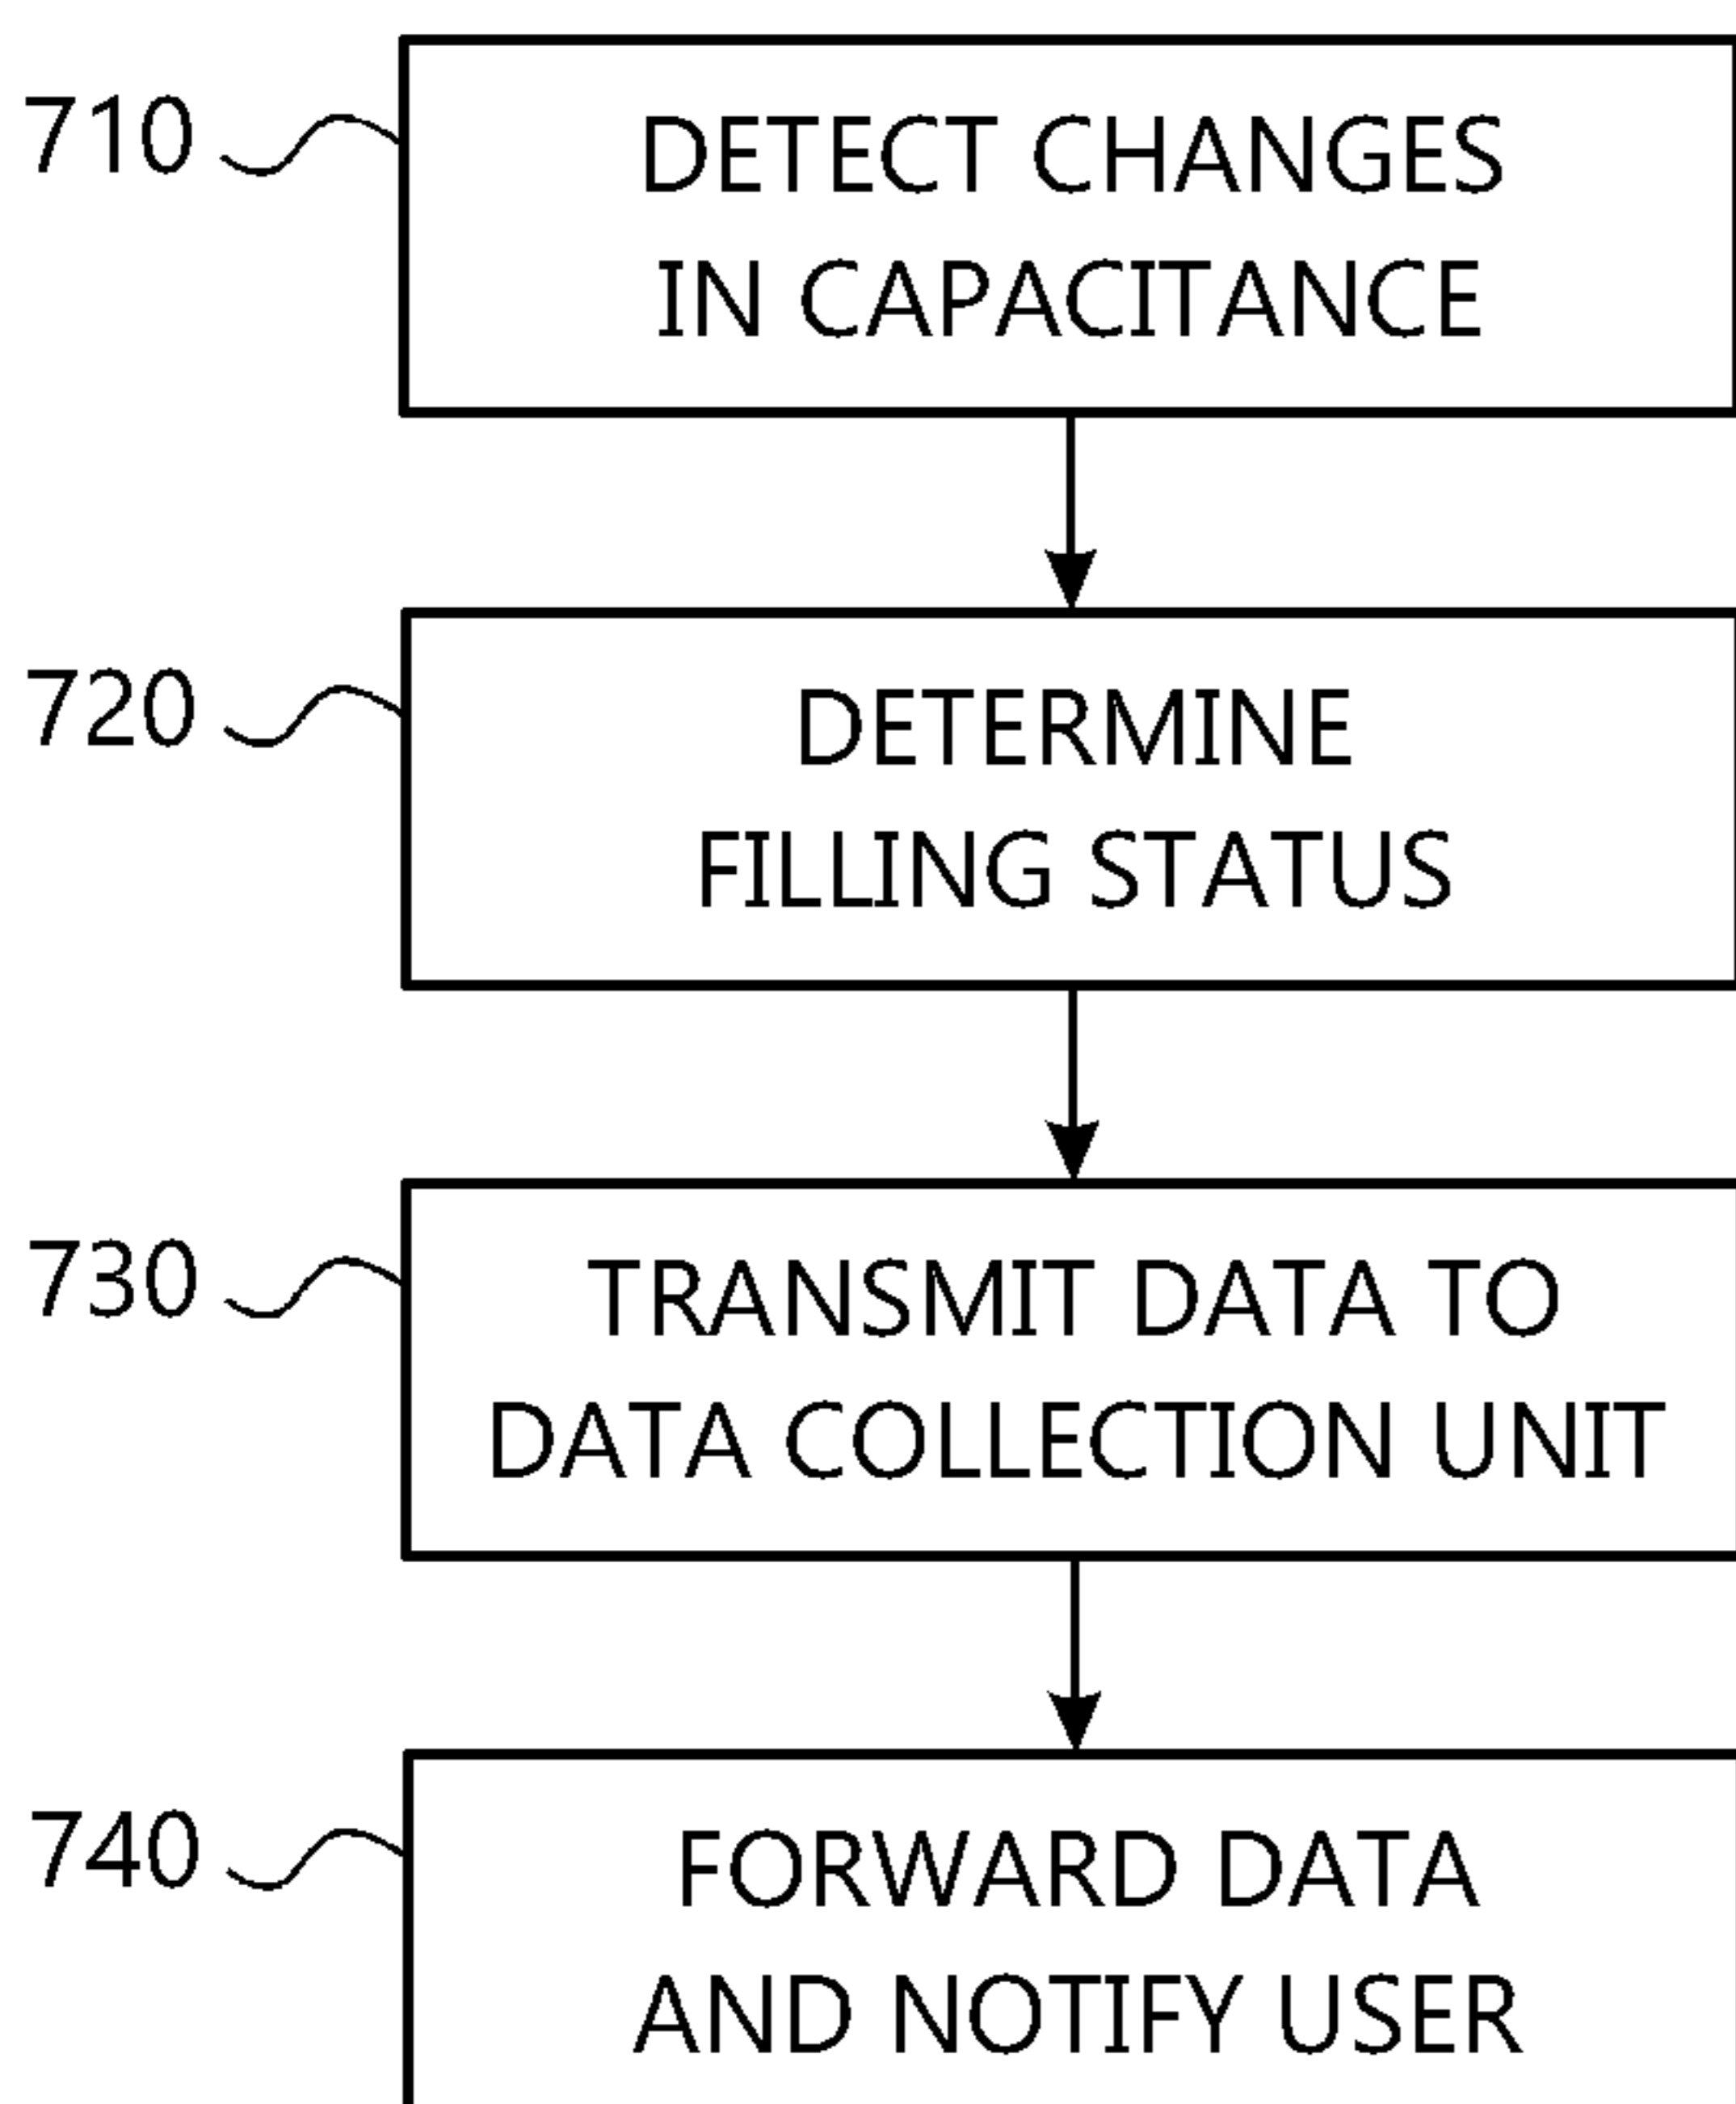 710
DETECT CHANGES
IN CAPACITANCE
720
DETERMINE
FILLING STATUS
730
TRANSMIT DATA TO
DATA COLLECTION UNIT
740
FORWARD DATA
AND NOTIFY USER